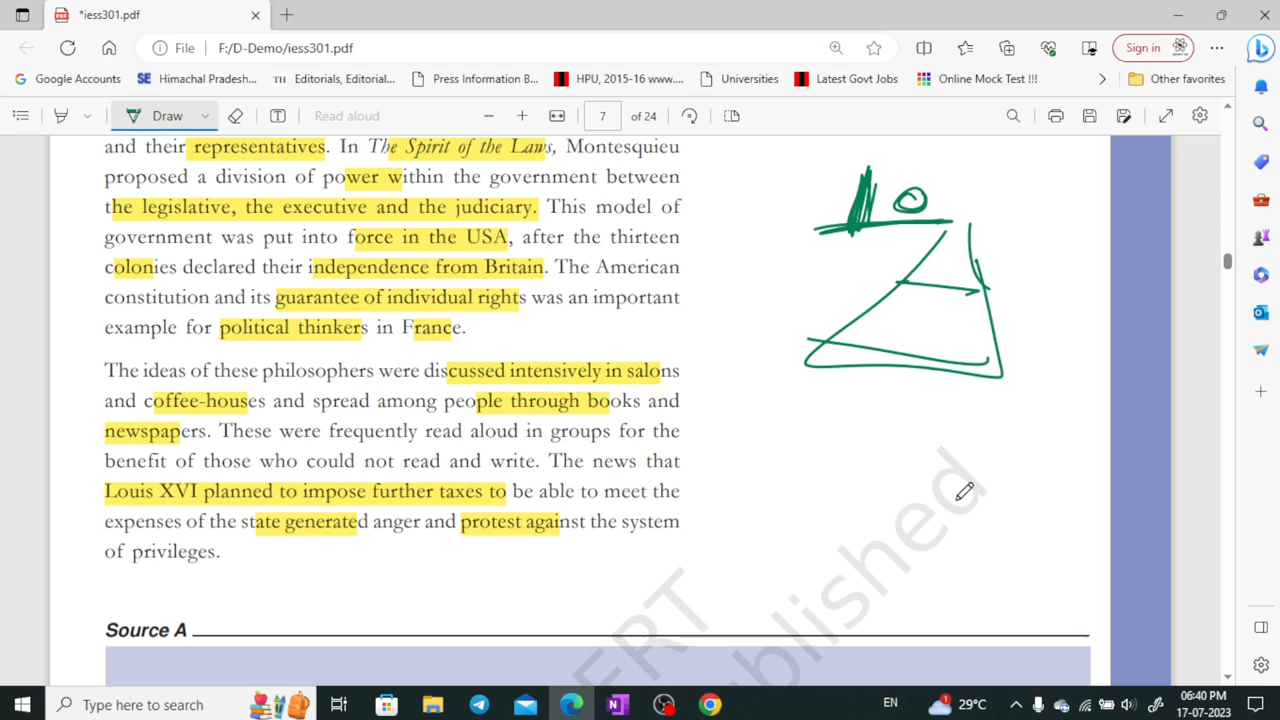 *iess301.pdf
File F:/D-Demo/iess301.pdf Sign in
Google Accounts SE Himachal Pradesh... TH Editorials, Editorial... Press Information B... HPU, 2015-16 www.... Universities Latest Govt Jobs Online Mock Test !!! Other favorites
Draw Read aloud 7 of 24
and their representatives. In The Spirit of the Laws, Montesquieu
proposed a division of power within the government between
the legislative, the executive and the judiciary. This model of
government was put into force in the USA, after the thirteen
colonies declared their independence from Britain. The American
constitution and its guarantee of individual rights was an important
example for political thinkers in France.
The ideas of these philosophers were discussed intensively in salons
and coffee-houses and spread among people through books and
newspapers. These were frequently read aloud in groups for the
benefit of those who could not read and write. The news that
Louis XVI planned to impose further taxes to be able to meet the
expenses of the state generated anger and protest against the system
of privileges.
Source A
Type here to search EN 1 29°C 06:40 PM
17-07-2023